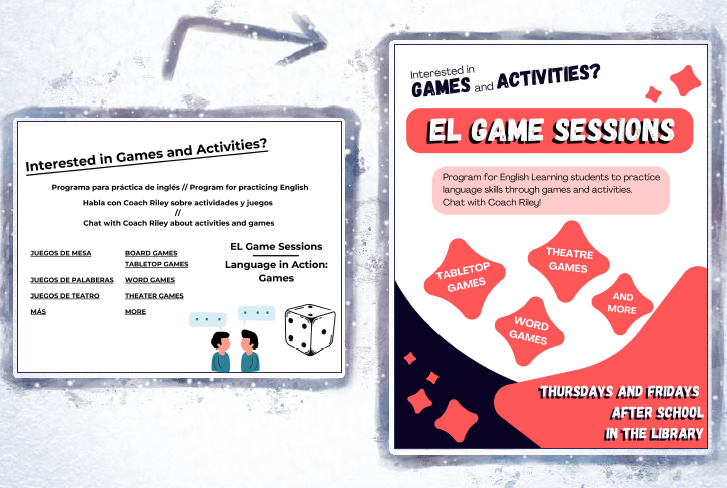 Interested in Games and Activities?
Programa para práctica de inglés // Program for practicing English
Habla con Coach Riley sobre actividades y juegos
//
Chat with Coach Riley about activities and games
JUEGOS DE MESA
JUEGOS DE PALABERAS
JUEGOS DE TEATRO
MÁS
BOARD GAMES
TABLETOP GAMES
WORD GAMES
THEATER GAMES
MORE
EL Game Sessions
Language in Action:
Games
Interested in
GAMES and ACTIVITIES?
EL GAME SESSIONS
Program for English Learning students to practice
language skills through games and activities.
Chat with Coach Riley!
TABLETOP
GAMES
THEATRE
GAMES
WORD
GAMES
AND
MORE
THURSDAYS AND FRIDAYS
AFTER SCHOOL
IN THE LIBRARY